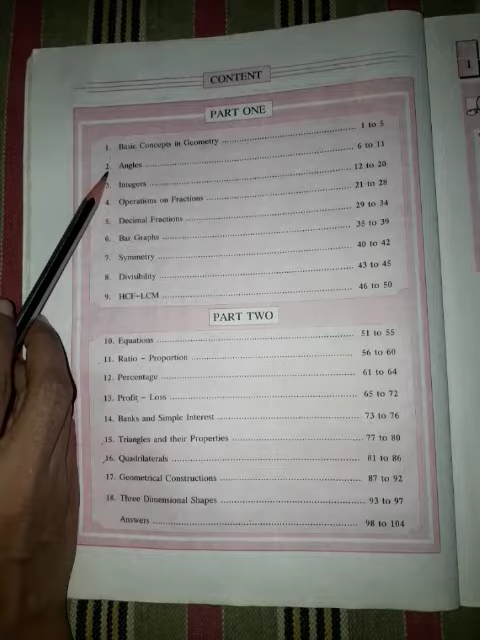 CONTENT
PART ONE
1. Basic Concepts in Geometry ........ 1 to 5
2. Angles ........ 6 to 11
3. Integers ........ 12 to 20
4. Operations on Fractions ........ 21 to 28
5. Decimal Fractions ........ 29 to 34
6. Bar Graphs ........ 35 to 39
7. Symmetry ........ 40 to 42
8. Divisibility ........ 43 to 45
9. HCF-LCM ........ 46 to 50
PART TWO
10. Equations ........ 51 to 55
11. Ratio - Proportion ........ 56 to 60
12. Percentage ........ 61 to 64
13. Profit - Loss ........ 65 to 72
14. Banks and Simple Interest ........ 73 to 76
15. Triangles and their Properties ........ 77 to 80
16. Quadrilaterals ........ 81 to 86
17. Geometrical Constructions ........ 87 to 92
18. Three Dimensional Shapes ........ 93 to 97
Answers ........ 98 to 104
1